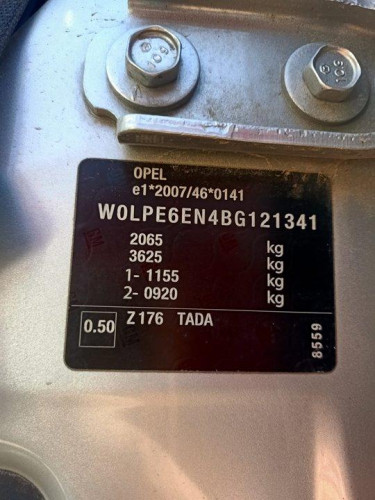 OPEL
e1*2007/46*0141
W0LPE6EN4BG121341
2065 kg
3625 kg
1- 1155 kg
2- 0920 kg
0.50 Z176 TADA
8559